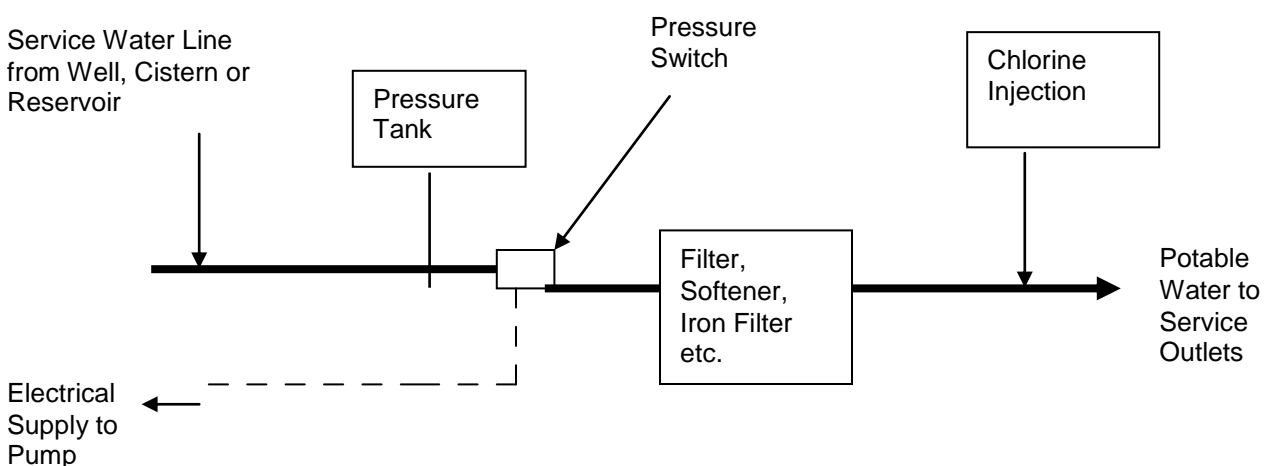 Service Water Line
from Well, Cistern or
Reservoir
Pressure
Tank
Pressure
Switch
Chlorine
Injection
Filter,
Softener,
Iron Filter
etc.
Potable
Water to
Service
Outlets
Electrical
Supply to
Pump